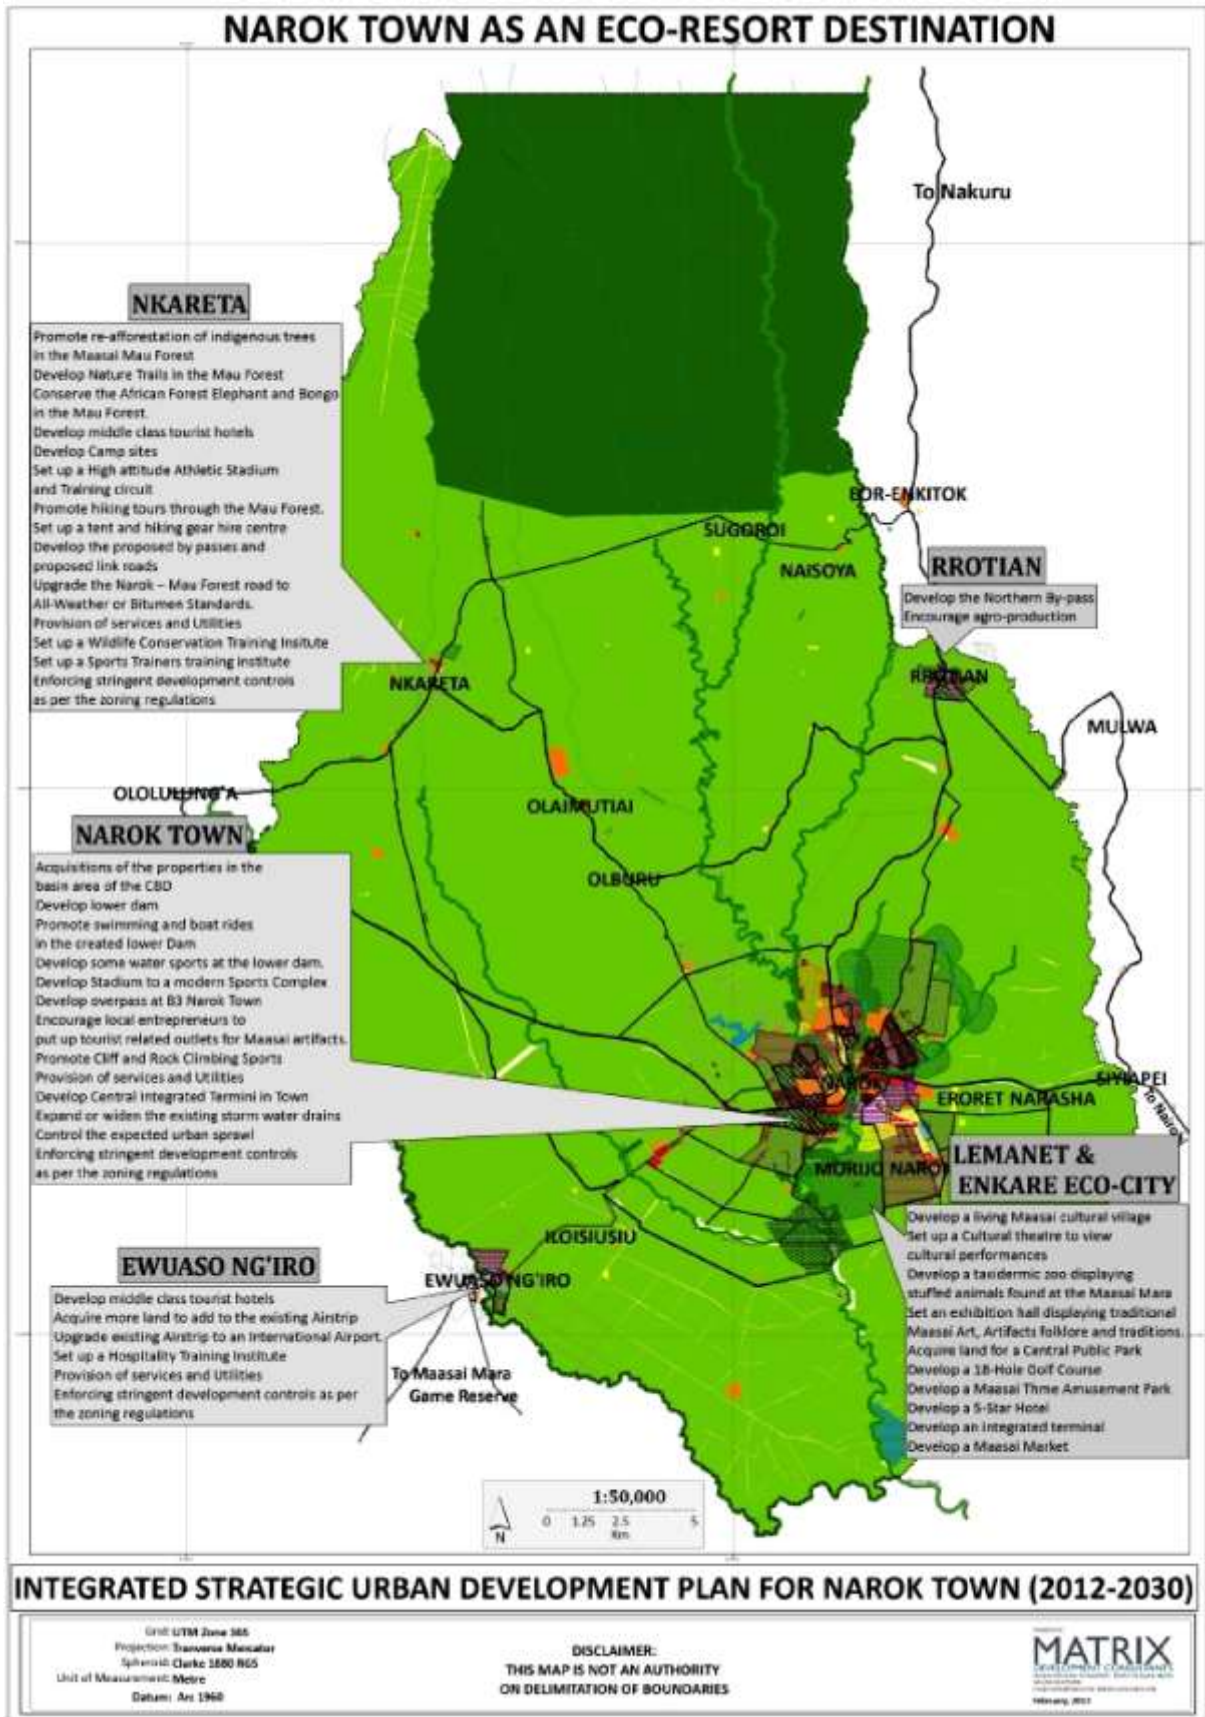 NAROK TOWN AS AN ECO-RESORT DESTINATION
To Nakuru
NKARETA
Promote re-afforestation of indigenous trees
in the Maasai Mau Forest
Develop Nature Trails in the Mau Forest
Conserve the African Forest Elephant and Bongo
in the Mau Forest.
Develop middle class tourist hotels
Develop Camp sites
Set up a High attitude Athletic Stadium
and Training circuit
Promote hiking tours through the Mau Forest.
Set up a tent and hiking gear hire centre
Develop the proposed by passes and
proposed link roads
Upgrade the Narok – Mau Forest road to
All-Weather or Bitumen Standards.
Provision of services and Utilities
Set up a Wildlife Conservation Training Insitute
Set up a Sports Trainers training institute
Enforcing stringent development controls
as per the zoning regulations
EOR-ENKITOK
SUGOROI
NAISOYA
RROTIAN
Develop the Northern By-pass
Encourage agro-production
RROTIAN
NKARETA
MULWA
OLOLULUNG'A
OLAIMUTIAI
OLBURU
NAROK TOWN
Acquisitions of the properties in the
basin area of the CBD
Develop lower dam
Promote swimming and boat rides
in the created lower Dam
Develop some water sports at the lower dam.
Develop Stadium to a modern Sports Complex
Develop overpass at B3 Narok Town
Encourage local entrepreneurs to
put up tourist related outlets for Maasai artifacts.
Promote Cliff and Rock Climbing Sports
Provision of services and Utilities
Develop Central Integrated Termini in Town
Expand or widen the existing storm water drains
Control the expected urban sprawl
Enforcing stringent development controls
as per the zoning regulations
NAROK
SIYIAPEI
ERORET NARASHA
To Nairobi
MORIJO NARO
LEMANET &
ENKARE ECO-CITY
Develop a living Maasai cultural village
Set up a Cultural theatre to view
cultural performances
Develop a taxidermic zoo displaying
stuffed animals found at the Maasai Mara
Set an exhibition hall displaying traditional
Maasai Art, Artifacts folklore and traditions.
Acquire land for a Central Public Park
Develop a 18-Hole Golf Course
Develop a Maasai Thme Amusement Park
Develop a 5-Star Hotel
Develop an integrated terminal
Develop a Maasai Market
ILOISIUSIU
EWUASO NG'IRO
EWUASO NG'IRO
Develop middle class tourist hotels
Acquire more land to add to the existing Airstrip
Upgrade existing Airstrip to an International Airport.
Set up a Hospitality Training Institute
Provision of services and Utilities
Enforcing stringent development controls as per
the zoning regulations
To Maasai Mara
Game Reserve
1:50,000
0 1.25 2.5 5
Km
N
INTEGRATED STRATEGIC URBAN DEVELOPMENT PLAN FOR NAROK TOWN (2012-2030)
Grid: UTM Zone 36S
Projection: Tranverse Mercator
Spheroid: Clarke 1880 RGS
Unit of Measurement: Metre
Datum: Arc 1960
DISCLAIMER:
THIS MAP IS NOT AN AUTHORITY
ON DELIMITATION OF BOUNDARIES
MATRIX
DEVELOPMENT CONSULTANTS